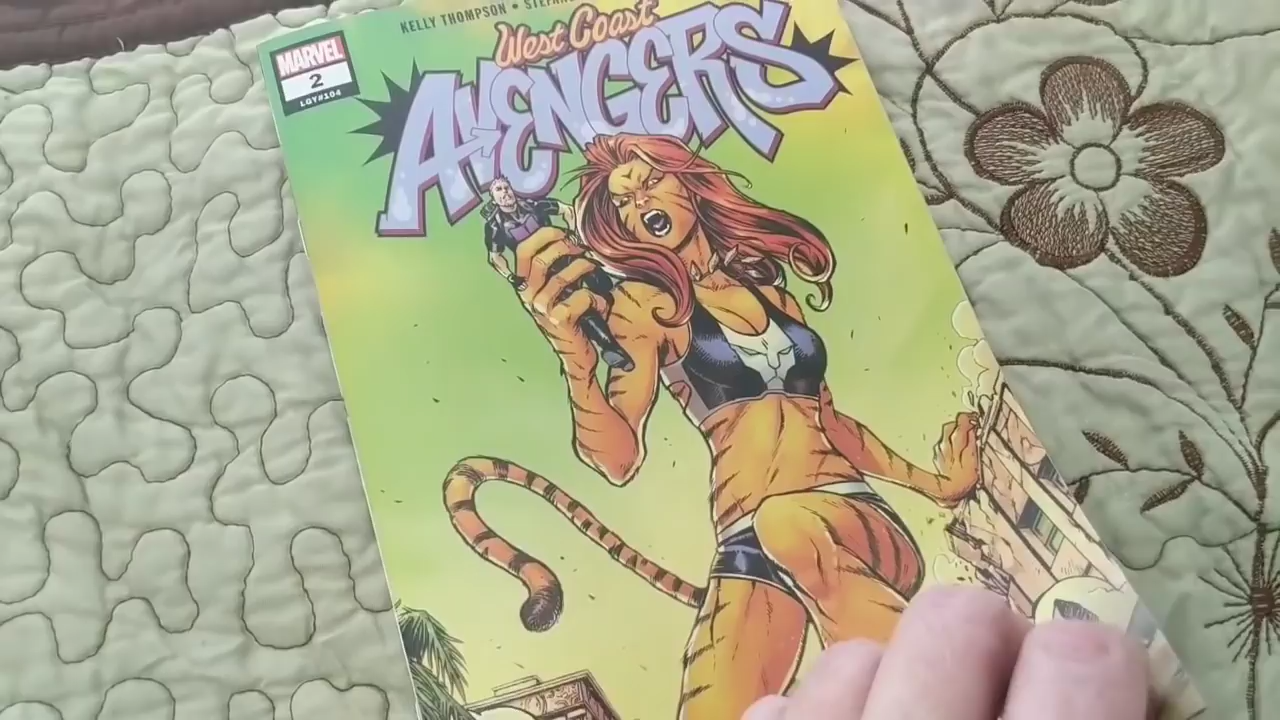 KELLY THOMPSON •
MARVEL
2
LGY#104
West Coast
AVENGERS